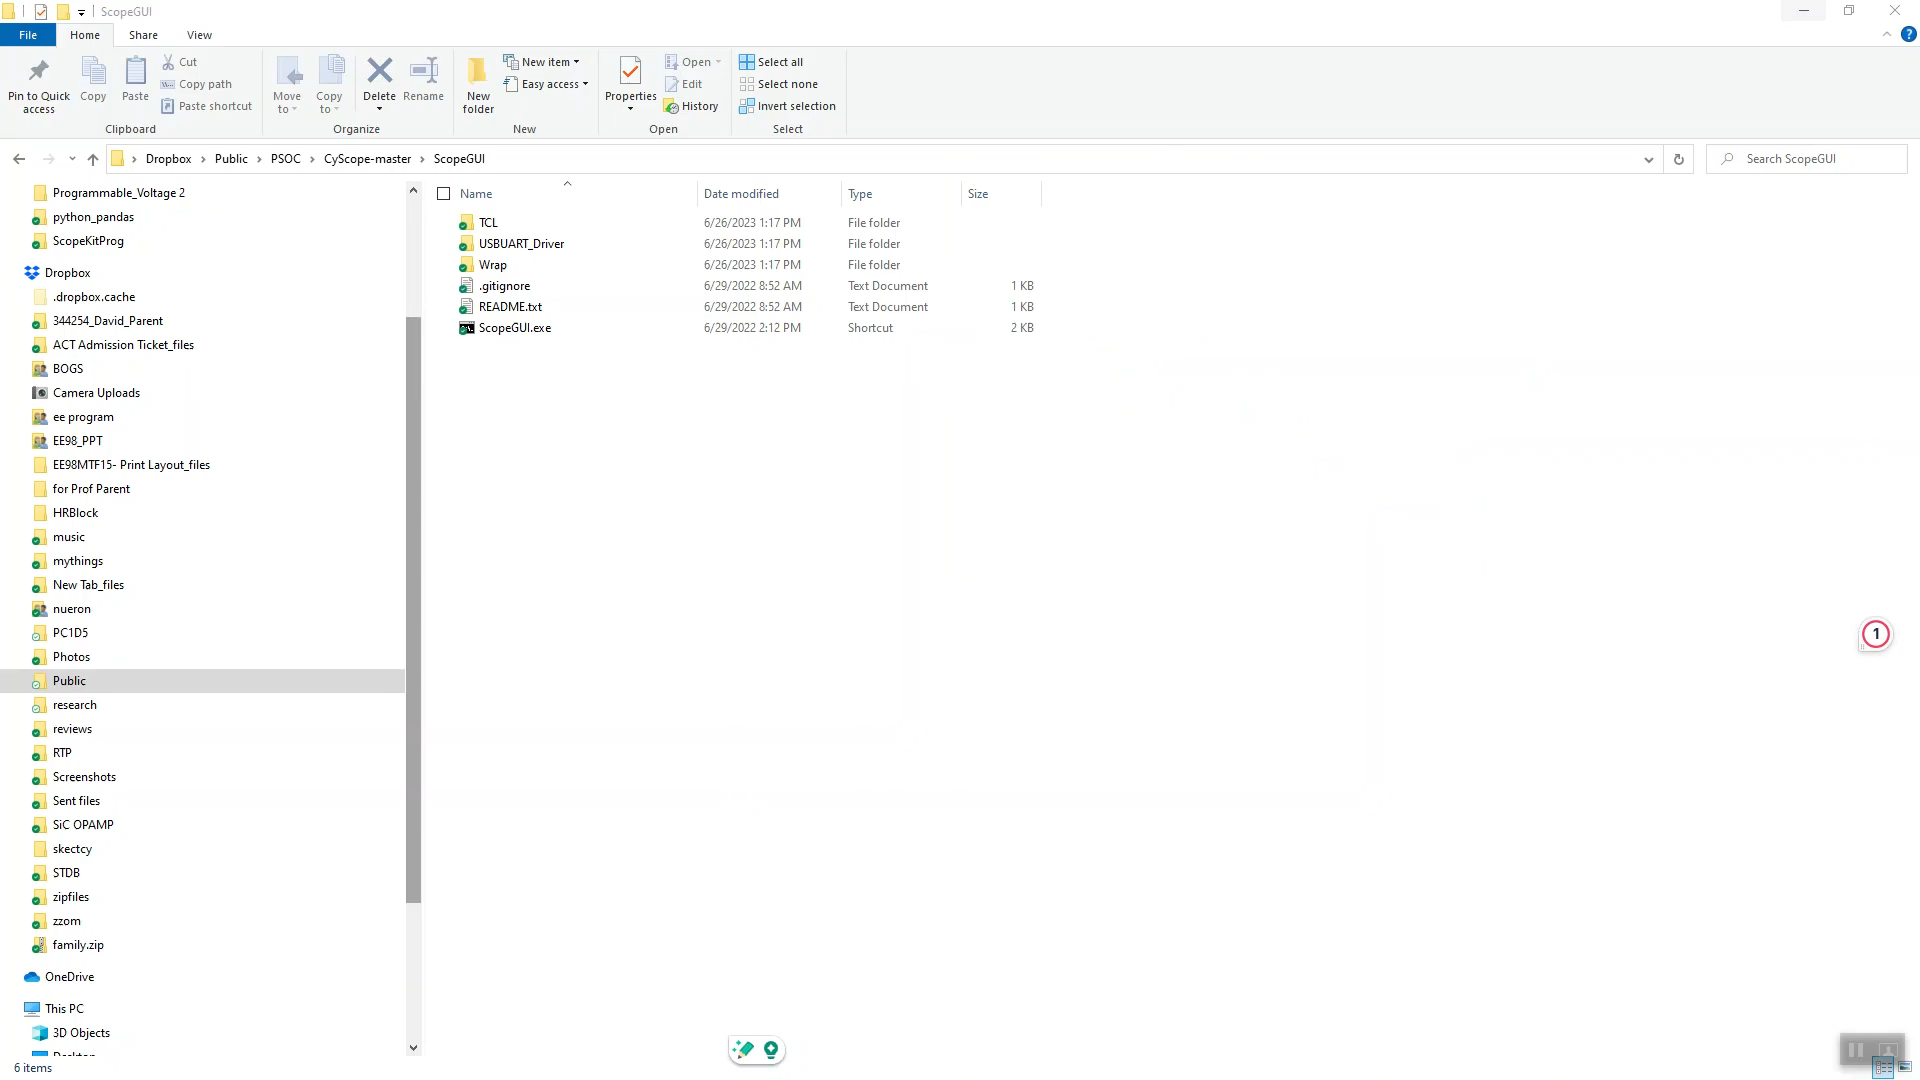 ScopeGUI
File Home Share View
Pin to Quick access
Copy
Paste
Cut
Copy path
Paste shortcut
Clipboard
Move to
Copy to
Delete
Rename
Organize
New folder
New item
Easy access
New
Properties
Open
Edit
History
Open
Select all
Select none
Invert selection
Select
Dropbox Public PSOC CyScope-master ScopeGUI
Search ScopeGUI
Programmable_Voltage 2
python_pandas
ScopeKitProg
Dropbox
.dropbox.cache
344254_David_Parent
ACT Admission Ticket_files
BOGS
Camera Uploads
ee program
EE98_PPT
EE98MTF15- Print Layout_files
for Prof Parent
HRBlock
music
mythings
New Tab_files
nueron
PC1D5
Photos
Public
research
reviews
RTP
Screenshots
Sent files
SiC OPAMP
skectcy
STDB
zipfiles
zzom
family.zip
OneDrive
This PC
3D Objects
Desktop
6 items
Name Date modified Type Size
TCL 6/26/2023 1:17 PM File folder
USBUART_Driver 6/26/2023 1:17 PM File folder
Wrap 6/26/2023 1:17 PM File folder
.gitignore 6/29/2022 8:52 AM Text Document 1 KB
README.txt 6/29/2022 8:52 AM Text Document 1 KB
ScopeGUI.exe 6/29/2022 2:12 PM Shortcut 2 KB
1